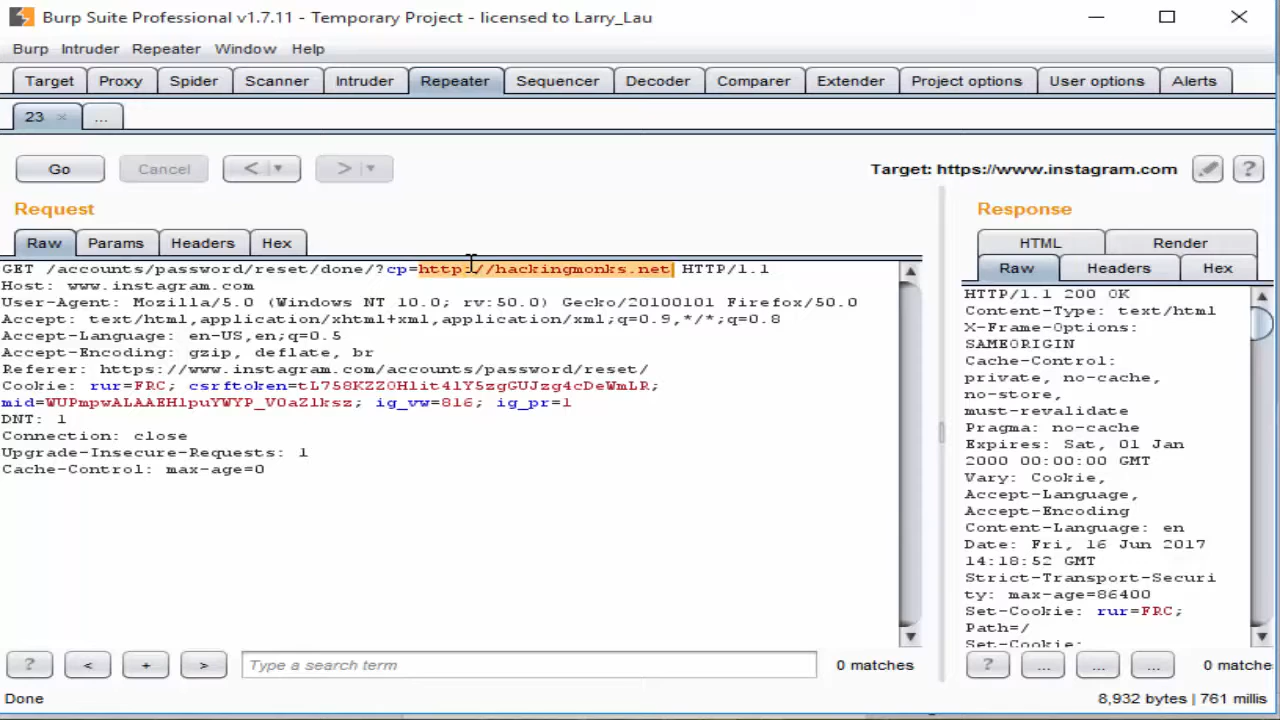 Burp Suite Professional v1.7.11 - Temporary Project - licensed to Larry_Lau
Burp Intruder Repeater Window Help
Target Proxy Spider Scanner Intruder Repeater Sequencer Decoder Comparer Extender Project options User options Alerts
23 × ...
Go Cancel < > Target: https://www.instagram.com ?
Request
Raw Params Headers Hex
GET /accounts/password/reset/done/?cp=http://hackingmonks.net HTTP/1.1
Host: www.instagram.com
User-Agent: Mozilla/5.0 (Windows NT 10.0; rv:50.0) Gecko/20100101 Firefox/50.0
Accept: text/html,application/xhtml+xml,application/xml;q=0.9,*/*;q=0.8
Accept-Language: en-US,en;q=0.5
Accept-Encoding: gzip, deflate, br
Referer: https://www.instagram.com/accounts/password/reset/
Cookie: rur=FRC; csrftoken=tL758KZZ0Hlit4lY5zgGUJzg4cDeWmLR;
mid=WUPmpwALAAEHlpuYWYP_V0aZlksz; ig_vw=816; ig_pr=1
DNT: 1
Connection: close
Upgrade-Insecure-Requests: 1
Cache-Control: max-age=0
? < + > Type a search term 0 matches
Response
HTML Render
Raw Headers Hex
HTTP/1.1 200 OK
Content-Type: text/html
X-Frame-Options:
SAMEORIGIN
Cache-Control:
private, no-cache,
no-store,
must-revalidate
Pragma: no-cache
Expires: Sat, 01 Jan
2000 00:00:00 GMT
Vary: Cookie,
Accept-Language,
Accept-Encoding
Content-Language: en
Date: Fri, 16 Jun 2017
14:18:52 GMT
Strict-Transport-Securi
ty: max-age=86400
Set-Cookie: rur=FRC;
Path=/
Set-Cookie:
? ... ... ... 0 matche
Done 8,932 bytes | 761 millis